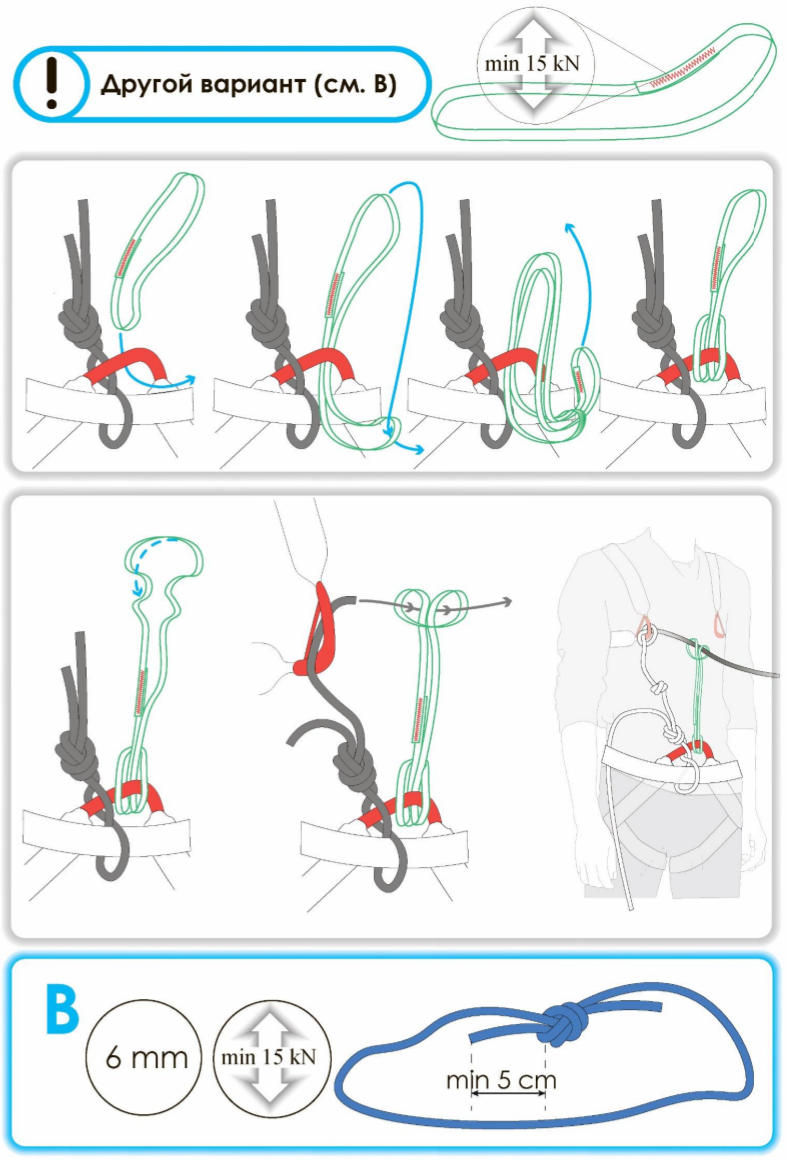 ! Другой вариант (см. В)
min 15 kN
В
6 mm
min 15 kN
min 5 cm